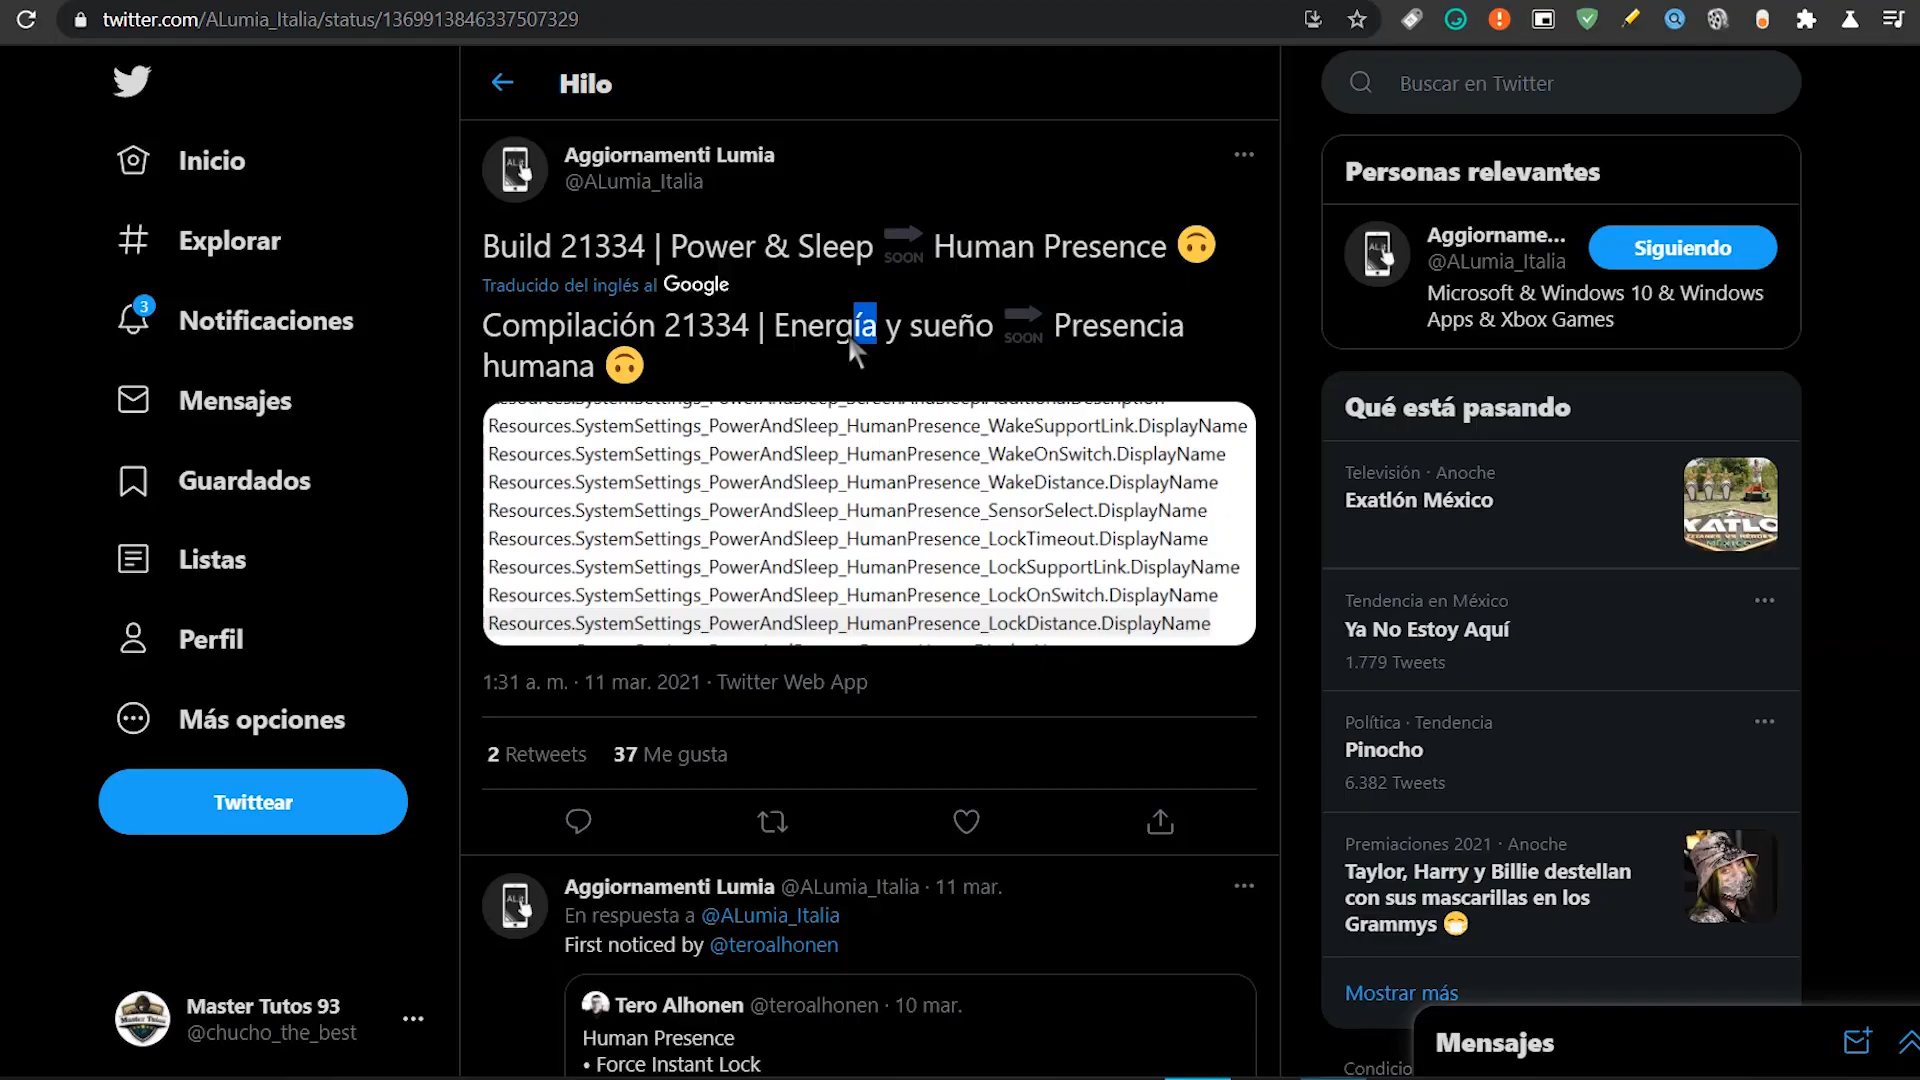 twitter.com/ALumia_Italia/status/1369913846337507329
Inicio
Explorar
3
Notificaciones
Mensajes
Guardados
Listas
Perfil
Más opciones
Twittear
Master Tutos 93
@chucho_the_best
Hilo
Aggiornamenti Lumia
@ALumia_Italia
Build 21334 | Power & Sleep SOON Human Presence 🙃
Traducido del inglés al Google
Compilación 21334 | Energía y sueño SOON Presencia
humana 🙃
Resources.SystemSettings_PowerAndSleep_ScreenAndSleep.AdditionalDescription
Resources.SystemSettings_PowerAndSleep_HumanPresence_WakeSupportLink.DisplayName
Resources.SystemSettings_PowerAndSleep_HumanPresence_WakeOnSwitch.DisplayName
Resources.SystemSettings_PowerAndSleep_HumanPresence_WakeDistance.DisplayName
Resources.SystemSettings_PowerAndSleep_HumanPresence_SensorSelect.DisplayName
Resources.SystemSettings_PowerAndSleep_HumanPresence_LockTimeout.DisplayName
Resources.SystemSettings_PowerAndSleep_HumanPresence_LockSupportLink.DisplayName
Resources.SystemSettings_PowerAndSleep_HumanPresence_LockOnSwitch.DisplayName
Resources.SystemSettings_PowerAndSleep_HumanPresence_LockDistance.DisplayName
1:31 a. m. · 11 mar. 2021 · Twitter Web App
2 Retweets 37 Me gusta
Aggiornamenti Lumia @ALumia_Italia · 11 mar.
En respuesta a @ALumia_Italia
First noticed by @teroalhonen
Tero Alhonen @teroalhonen · 10 mar.
Human Presence
• Force Instant Lock
Buscar en Twitter
Personas relevantes
Aggiorname...
@ALumia_Italia
Siguiendo
Microsoft & Windows 10 & Windows
Apps & Xbox Games
Qué está pasando
Televisión · Anoche
Exatlón México
Tendencia en México
Ya No Estoy Aquí
1.779 Tweets
Política · Tendencia
Pinocho
6.382 Tweets
Premiaciones 2021 · Anoche
Taylor, Harry y Billie destellan
con sus mascarillas en los
Grammys 😷
Mostrar más
Condicio
Mensajes